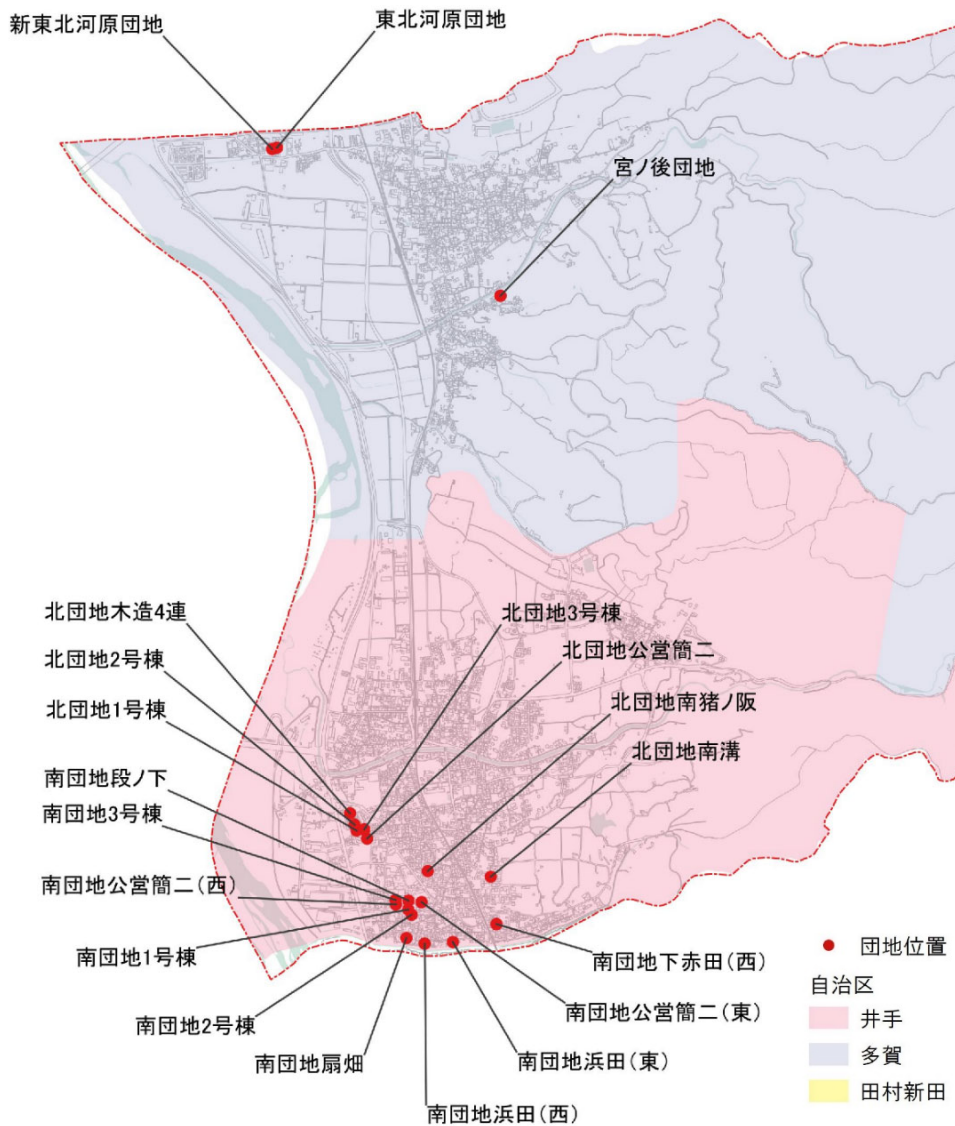 新東北河原団地
東北河原団地
宮ノ後団地
北団地木造4連
北団地3号棟
北団地2号棟
北団地公営簡二
北団地1号棟
北団地南猪ノ阪
北団地南溝
南団地段ノ下
南団地3号棟
南団地公営簡二(西)
南団地1号棟
南団地下赤田(西)
南団地2号棟
南団地公営簡二(東)
南団地扇畑
南団地浜田(東)
南団地浜田(西)
団地位置
自治区
井手
多賀
田村新田